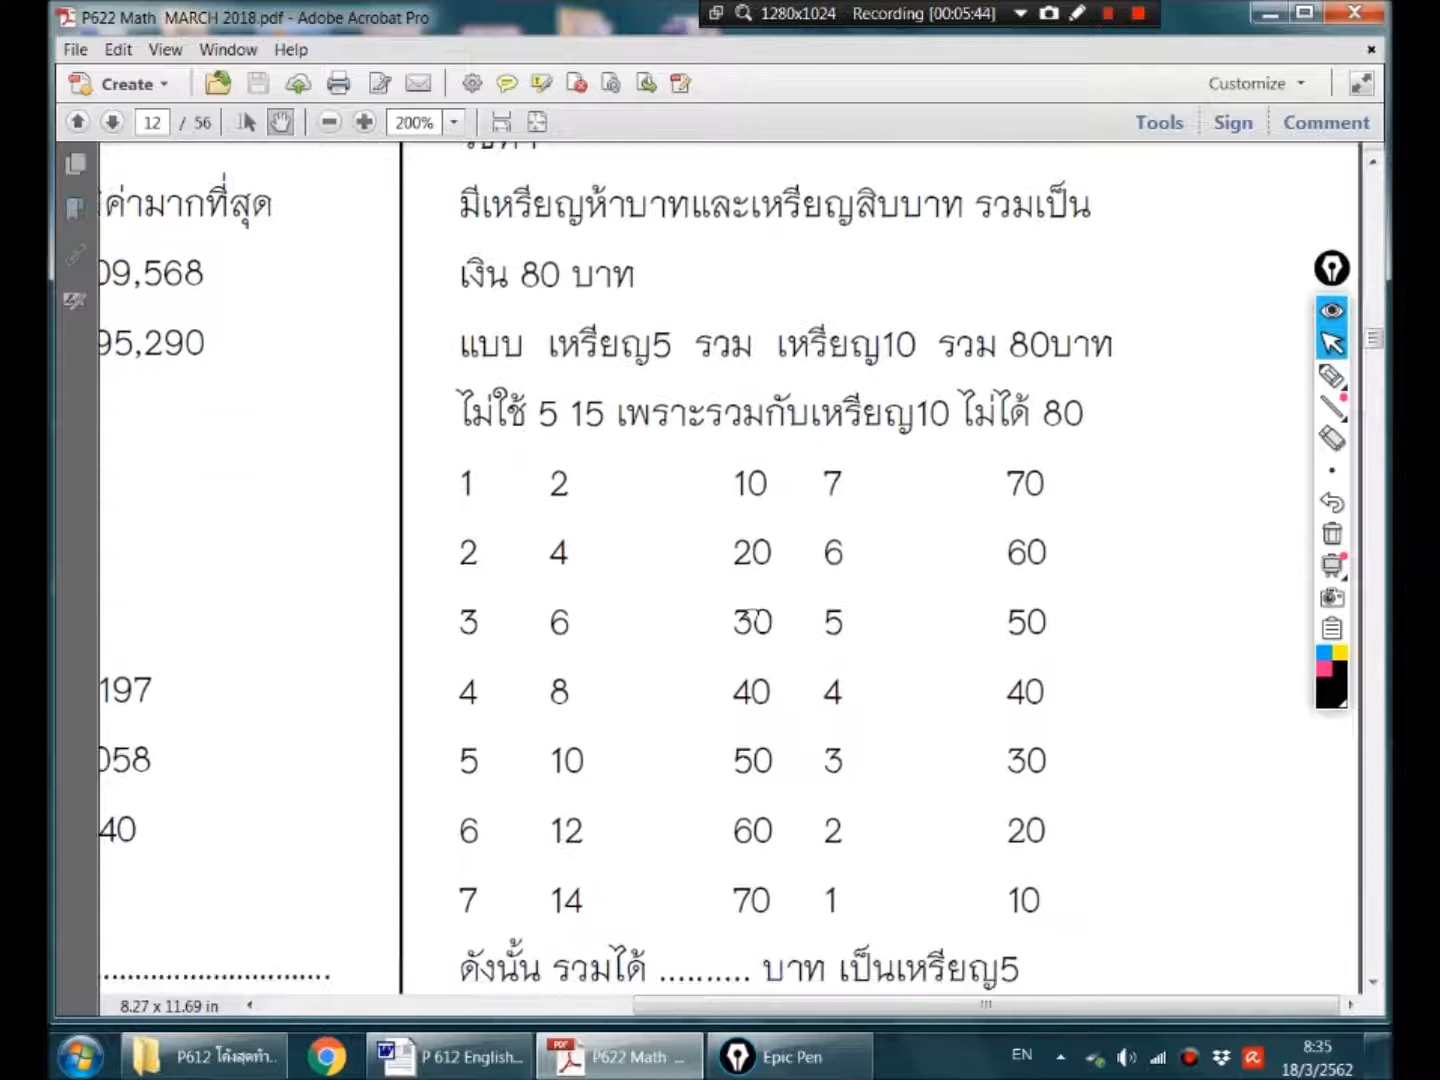 P622 Math MARCH 2018.pdf - Adobe Acrobat Pro
1280x1024 Recording [00:05:44]
File Edit View Window Help
Create
Customize
12 / 56
200%
Tools Sign Comment
ค่ามากที่สุด
09,568
95,290
197
058
40
มีเหรียญห้าบาทและเหรียญสิบบาท รวมเป็น
เงิน 80 บาท
แบบ เหรียญ5 รวม เหรียญ10 รวม 80บาท
ไม่ใช้ 5 15 เพราะรวมกับเหรียญ10 ไม่ได้ 80
1 2 10 7 70
2 4 20 6 60
3 6 30 5 50
4 8 40 4 40
5 10 50 3 30
6 12 60 2 20
7 14 70 1 10
ดังนั้น รวมได้ .......... บาท เป็นเหรียญ5
8.27 x 11.69 in
P612 โค้งสุดท้า...
P 612 English...
P622 Math ...
Epic Pen
EN
8:35
18/3/2562